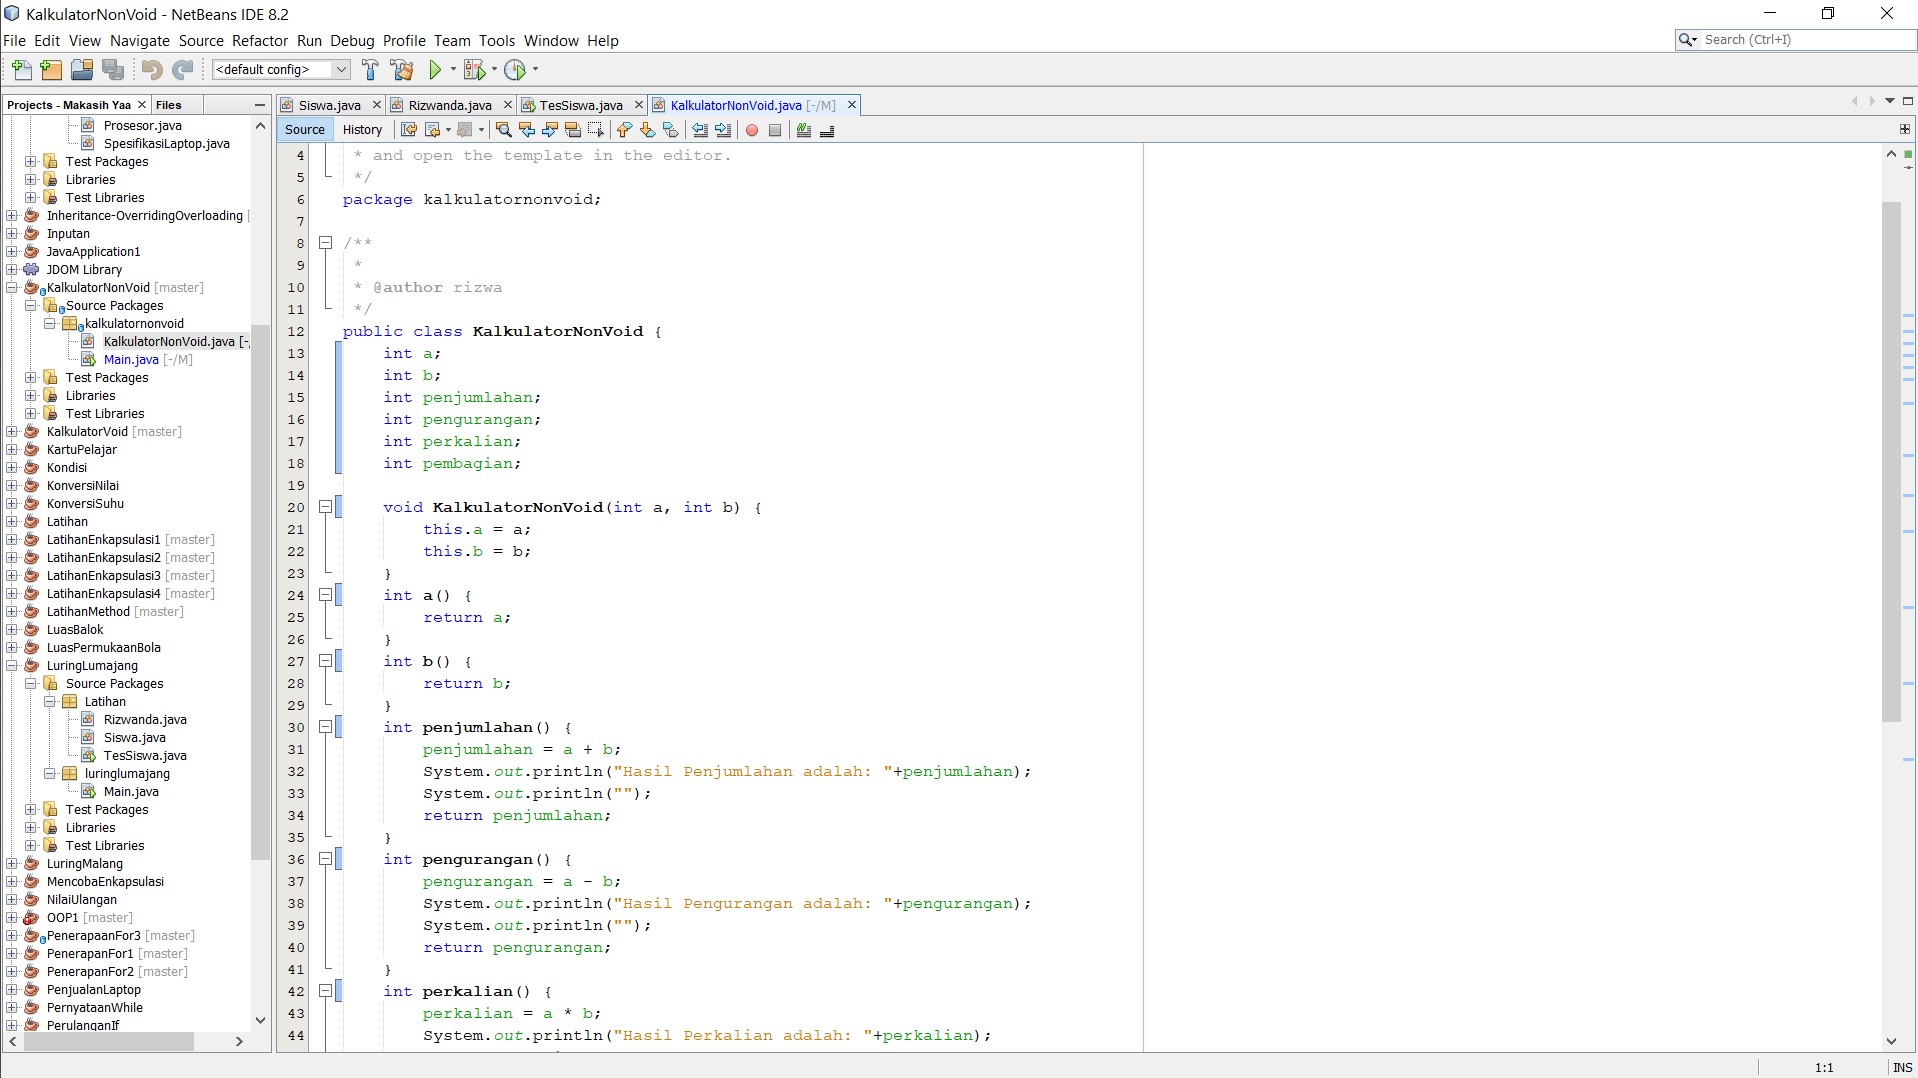 KalkulatorNonVoid - NetBeans IDE 8.2
File Edit View Navigate Source Refactor Run Debug Profile Team Tools Window Help
Search (Ctrl+I)
<default config>
Projects - Makasih Yaa
Files
Prosesor.java
SpesifikasiLaptop.java
Test Packages
Libraries
Test Libraries
Inheritance-OverridingOverloading [
Inputan
JavaApplication1
JDOM Library
KalkulatorNonVoid [master]
Source Packages
kalkulatornonvoid
KalkulatorNonVoid.java [-
Main.java [-/M]
Test Packages
Libraries
Test Libraries
KalkulatorVoid [master]
KartuPelajar
Kondisi
KonversiNilai
KonversiSuhu
Latihan
LatihanEnkapsulasi1 [master]
LatihanEnkapsulasi2 [master]
LatihanEnkapsulasi3 [master]
LatihanEnkapsulasi4 [master]
LatihanMethod [master]
LuasBalok
LuasPermukaanBola
LuringLumajang
Source Packages
Latihan
Rizwanda.java
Siswa.java
TesSiswa.java
luringlumajang
Main.java
Test Packages
Libraries
Test Libraries
LuringMalang
MencobaEnkapsulasi
NilaiUlangan
OOP1 [master]
PenerapaanFor3 [master]
PenerapanFor1 [master]
PenerapanFor2 [master]
PenjualanLaptop
PernyataanWhile
PerulanganIf
Siswa.java Rizwanda.java TesSiswa.java KalkulatorNonVoid.java [-/M]
Source History
4 * and open the template in the editor.
5 */
6 package kalkulatornonvoid;
7
8 /**
9 *
10 * @author rizwa
11 */
12 public class KalkulatorNonVoid {
13 int a;
14 int b;
15 int penjumlahan;
16 int pengurangan;
17 int perkalian;
18 int pembagian;
19
20 void KalkulatorNonVoid(int a, int b) {
21 this.a = a;
22 this.b = b;
23 }
24 int a() {
25 return a;
26 }
27 int b() {
28 return b;
29 }
30 int penjumlahan() {
31 penjumlahan = a + b;
32 System.out.println("Hasil Penjumlahan adalah: "+penjumlahan);
33 System.out.println("");
34 return penjumlahan;
35 }
36 int pengurangan() {
37 pengurangan = a - b;
38 System.out.println("Hasil Pengurangan adalah: "+pengurangan);
39 System.out.println("");
40 return pengurangan;
41 }
42 int perkalian() {
43 perkalian = a * b;
44 System.out.println("Hasil Perkalian adalah: "+perkalian);
1:1 INS